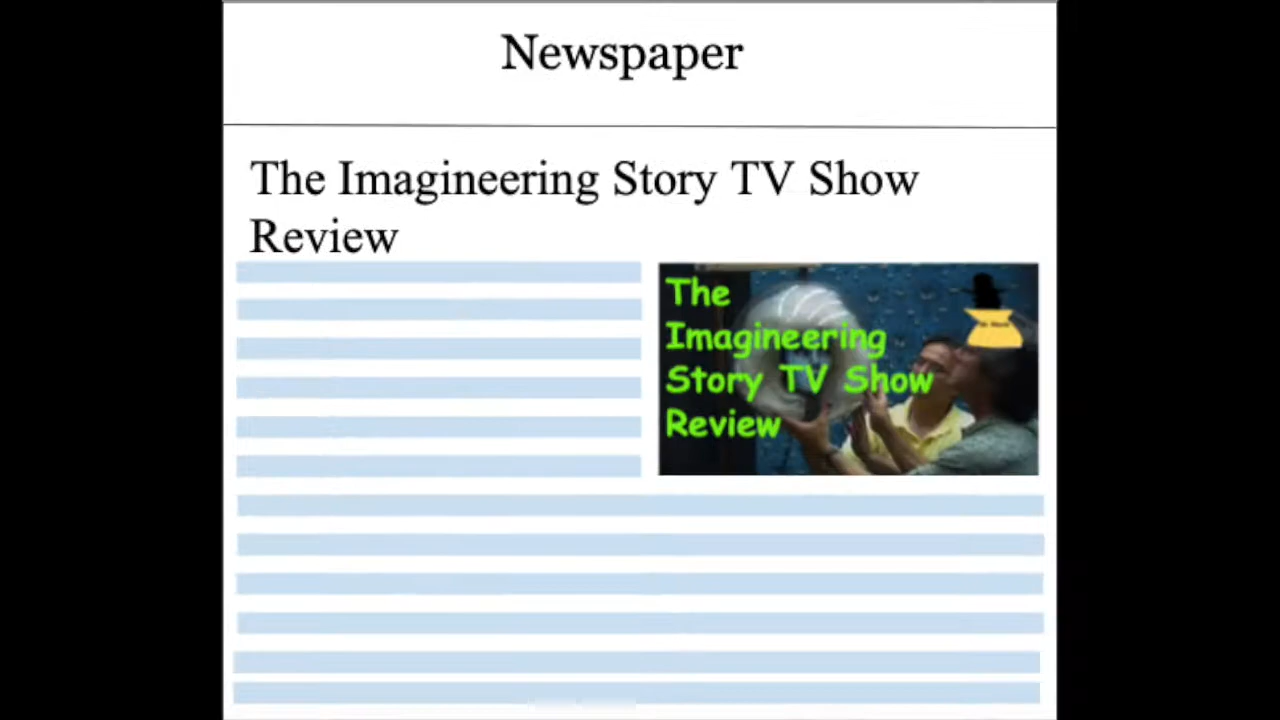 Newspaper
The Imagineering Story TV Show
Review
The
Imagineering
Story TV Show
Review